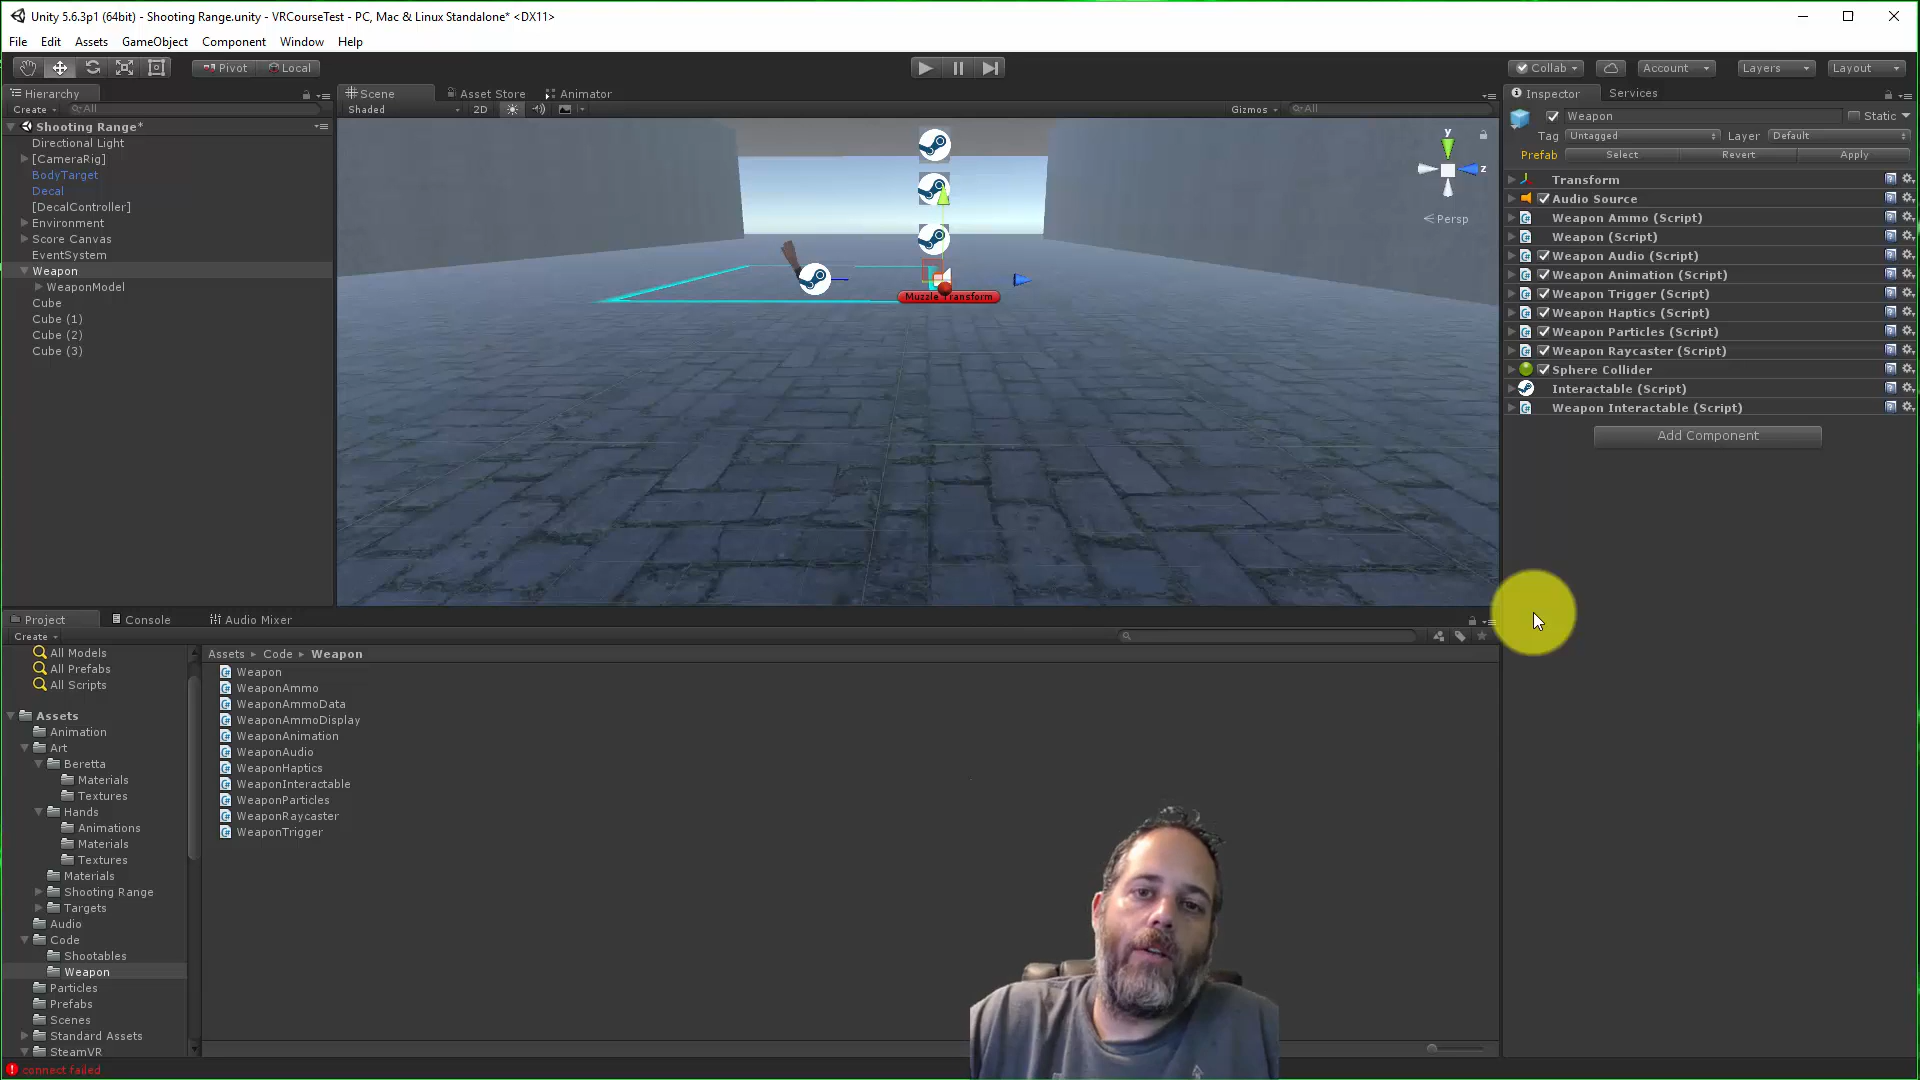 Unity 5.6.3p1 (64bit) - Shooting Range.unity - VRCourseTest - PC, Mac & Linux Standalone* <DX11>
File Edit Assets GameObject Component Window Help
Pivot Local Collab Account Layers Layout
Hierarchy
Create All
Shooting Range*
Directional Light
[CameraRig]
BodyTarget
Decal
[DecalController]
Environment
Score Canvas
EventSystem
Weapon
WeaponModel
Cube
Cube (1)
Cube (2)
Cube (3)
Scene Asset Store Animator
Shaded 2D Gizmos All
y
z
Persp
Muzzle Transform
Inspector Services
Weapon Static
Tag Untagged Layer Default
Prefab Select Revert Apply
Transform
Audio Source
Weapon Ammo (Script)
Weapon (Script)
Weapon Audio (Script)
Weapon Animation (Script)
Weapon Trigger (Script)
Weapon Haptics (Script)
Weapon Particles (Script)
Weapon Raycaster (Script)
Sphere Collider
Interactable (Script)
Weapon Interactable (Script)
Add Component
Project Console Audio Mixer
Create
All Models
All Prefabs
All Scripts
Assets
Animation
Art
Beretta
Materials
Textures
Hands
Animations
Materials
Textures
Materials
Shooting Range
Targets
Audio
Code
Shootables
Weapon
Particles
Prefabs
Scenes
Standard Assets
SteamVR
Assets Code Weapon
Weapon
WeaponAmmo
WeaponAmmoData
WeaponAmmoDisplay
WeaponAnimation
WeaponAudio
WeaponHaptics
WeaponInteractable
WeaponParticles
WeaponRaycaster
WeaponTrigger
connect failed